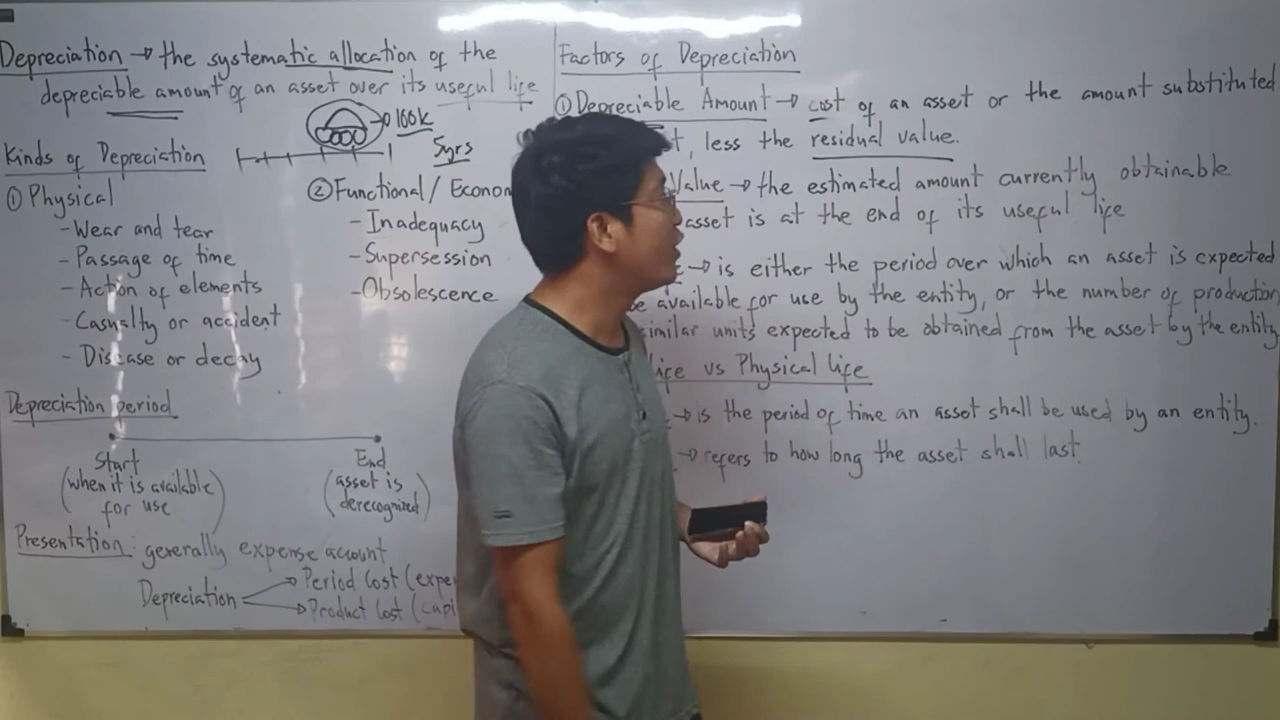 Depreciation → the systematic allocation of the
depreciable amount of an asset over its useful life
100k
5yrs
Kinds of Depreciation
① Physical
- Wear and tear
- Passage of time
- Action of elements
- Casualty or accident
- Disease or decay
② Functional / Econom
- Inadequacy
- Supersession
- Obsolescence
Depreciation period
Start
(when it is available
for use)
End
(asset is
derecognized)
Presentation: generally expense account
Depreciation
→ Period Cost (expe
→ Product Cost (capi
Factors of Depreciation
① Depreciable Amount → cost of an asset or the amount substituted
t, less the residual value.
Value → the estimated amount currently obtainable
asset is at the end of its useful life
→ is either the period over which an asset is expected
be available for use by the entity, or the number of production
similar units expected to be obtained from the asset by the entity
life vs Physical life
→ is the period of time an asset shall be used by an entity.
→ refers to how long the asset shall last.